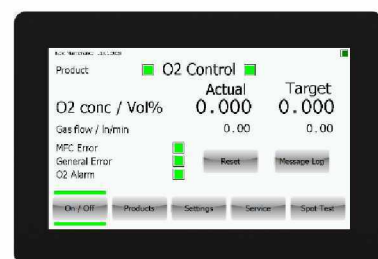 Product
O2 Control
Actual Target
O2 conc / Vol% 0.000 0.000
Gas flow / ln/min 0.00 0.00
MFC Error
General Error
O2 Alarm
Reset Message Log
On / Off Products Settings Service Spot Test